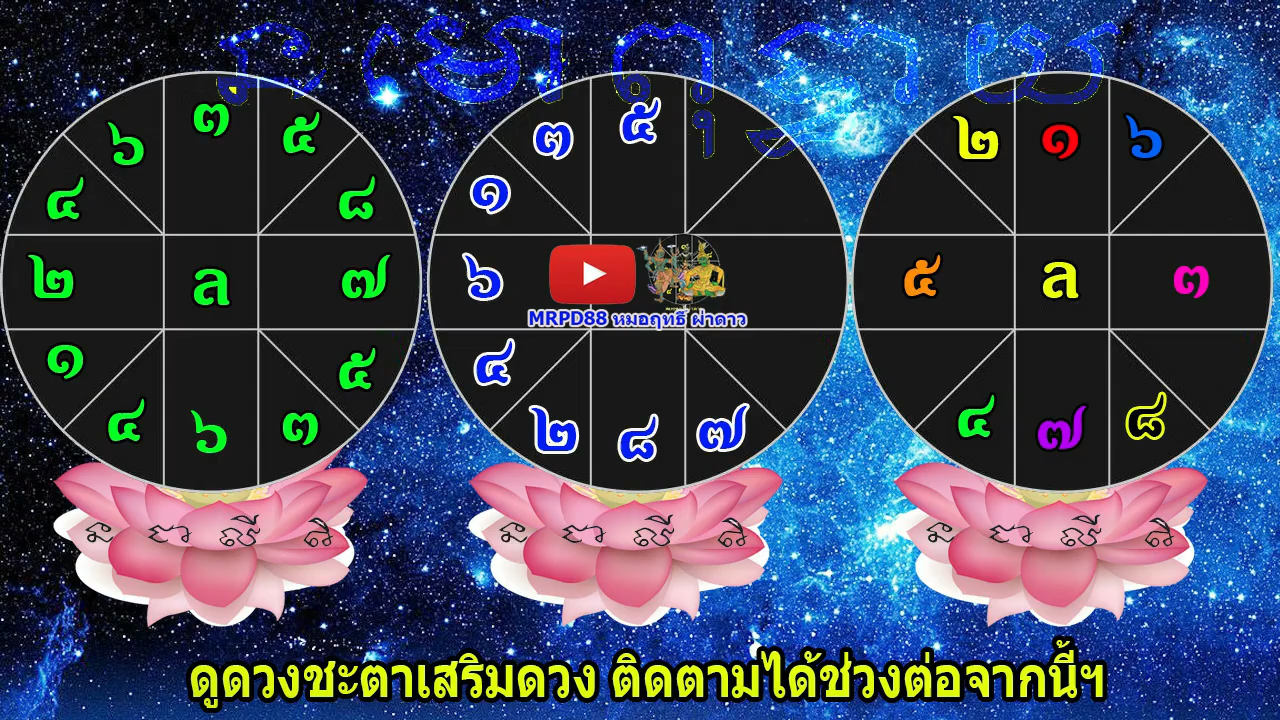 ๓
๖ ๕
๔ ๘
๒ ล ๗
๑ ๕
๔ ๖ ๓
๕
๓
๑
๖
๔
๒ ๘ ๗
MRPD88 หมอฤทธิ์ ผ่าดาว
๒ ๑ ๖
๕ ล ๓
๔ ๗ ๘
ดูดวงชะตาเสริมดวง ติดตามได้ช่วงต่อจากนี้ฯ